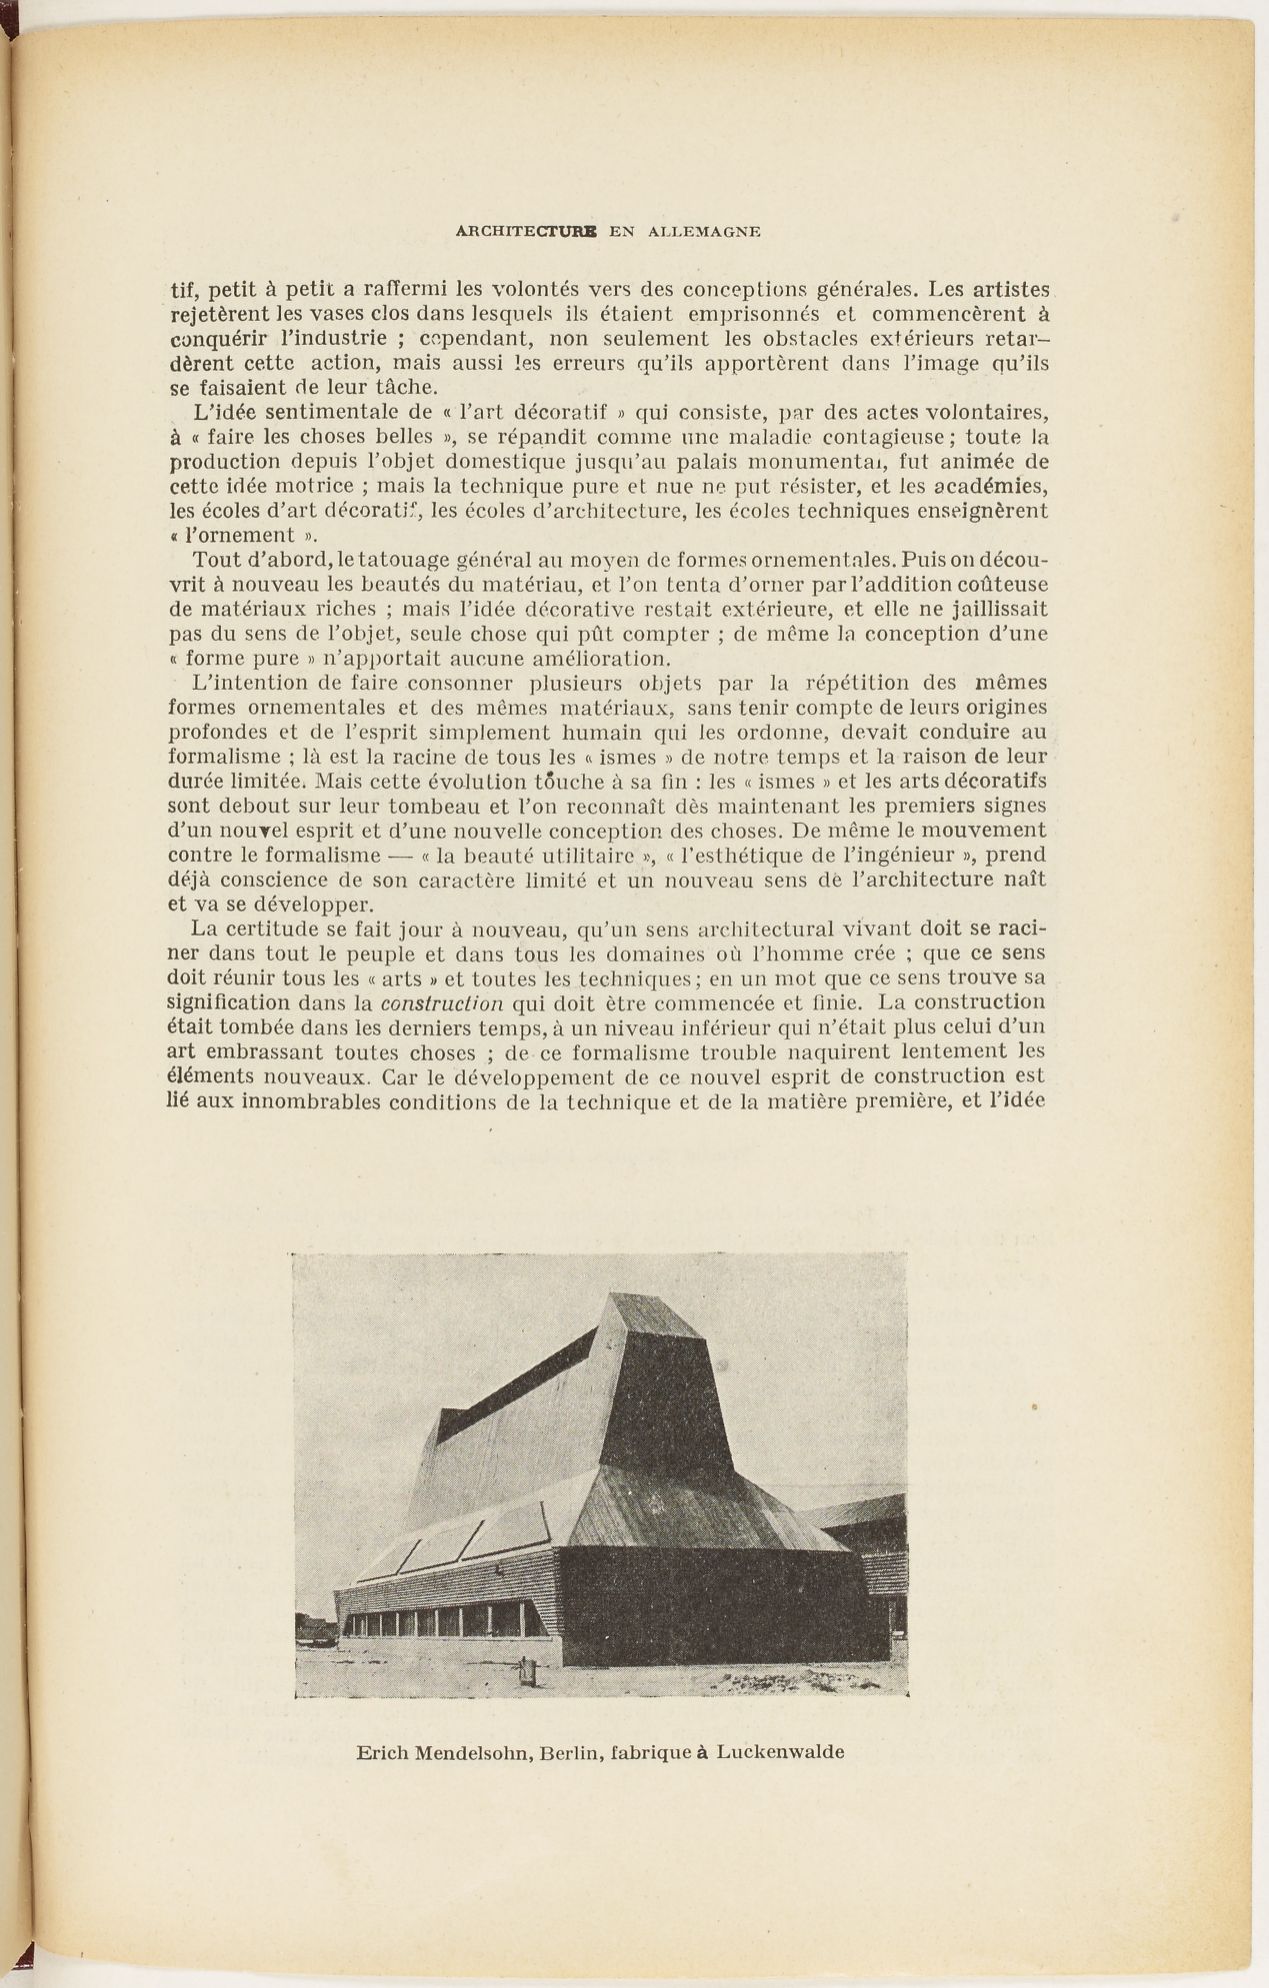 ARCHITECTURE EN ALLEMAGNE
tif, petit à petit a raffermi les volontés vers des conceptions générales. Les artistes
rejetèrent les vases clos dans lesquels ils étaient emprisonnés et commencèrent à
conquérir l'industrie ; cependant, non seulement les obstacles extérieurs retar-
dèrent cette action, mais aussi les erreurs qu'ils apportèrent dans l'image qu'ils
se faisaient de leur tâche.
L'idée sentimentale de « l'art décoratif » qui consiste, par des actes volontaires,
à « faire les choses belles », se répandit comme une maladie contagieuse ; toute la
production depuis l'objet domestique jusqu'au palais monumental, fut animée de
cette idée motrice ; mais la technique pure et nue ne put résister, et les académies,
les écoles d'art décoratif, les écoles d'architecture, les écoles techniques enseignèrent
« l'ornement ».
Tout d'abord, le tatouage général au moyen de formes ornementales. Puis on décou-
vrit à nouveau les beautés du matériau, et l'on tenta d'orner par l'addition coûteuse
de matériaux riches ; mais l'idée décorative restait extérieure, et elle ne jaillissait
pas du sens de l'objet, seule chose qui pût compter ; de même la conception d'une
« forme pure » n'apportait aucune amélioration.
L'intention de faire consonner plusieurs objets par la répétition des mêmes
formes ornementales et des mêmes matériaux, sans tenir compte de leurs origines
profondes et de l'esprit simplement humain qui les ordonne, devait conduire au
formalisme ; là est la racine de tous les « ismes » de notre temps et la raison de leur
durée limitée. Mais cette évolution touche à sa fin : les « ismes » et les arts décoratifs
sont debout sur leur tombeau et l'on reconnaît dès maintenant les premiers signes
d'un nouvel esprit et d'une nouvelle conception des choses. De même le mouvement
contre le formalisme — « la beauté utilitaire », « l'esthétique de l'ingénieur », prend
déjà conscience de son caractère limité et un nouveau sens de l'architecture naît
et va se développer.
La certitude se fait jour à nouveau, qu'un sens architectural vivant doit se raci-
ner dans tout le peuple et dans tous les domaines où l'homme crée ; que ce sens
doit réunir tous les « arts » et toutes les techniques ; en un mot que ce sens trouve sa
signification dans la construction qui doit être commencée et finie. La construction
était tombée dans les derniers temps, à un niveau inférieur qui n'était plus celui d'un
art embrassant toutes choses ; de ce formalisme trouble naquirent lentement les
éléments nouveaux. Car le développement de ce nouvel esprit de construction est
lié aux innombrables conditions de la technique et de la matière première, et l'idée
Erich Mendelsohn, Berlin, fabrique à Luckenwalde